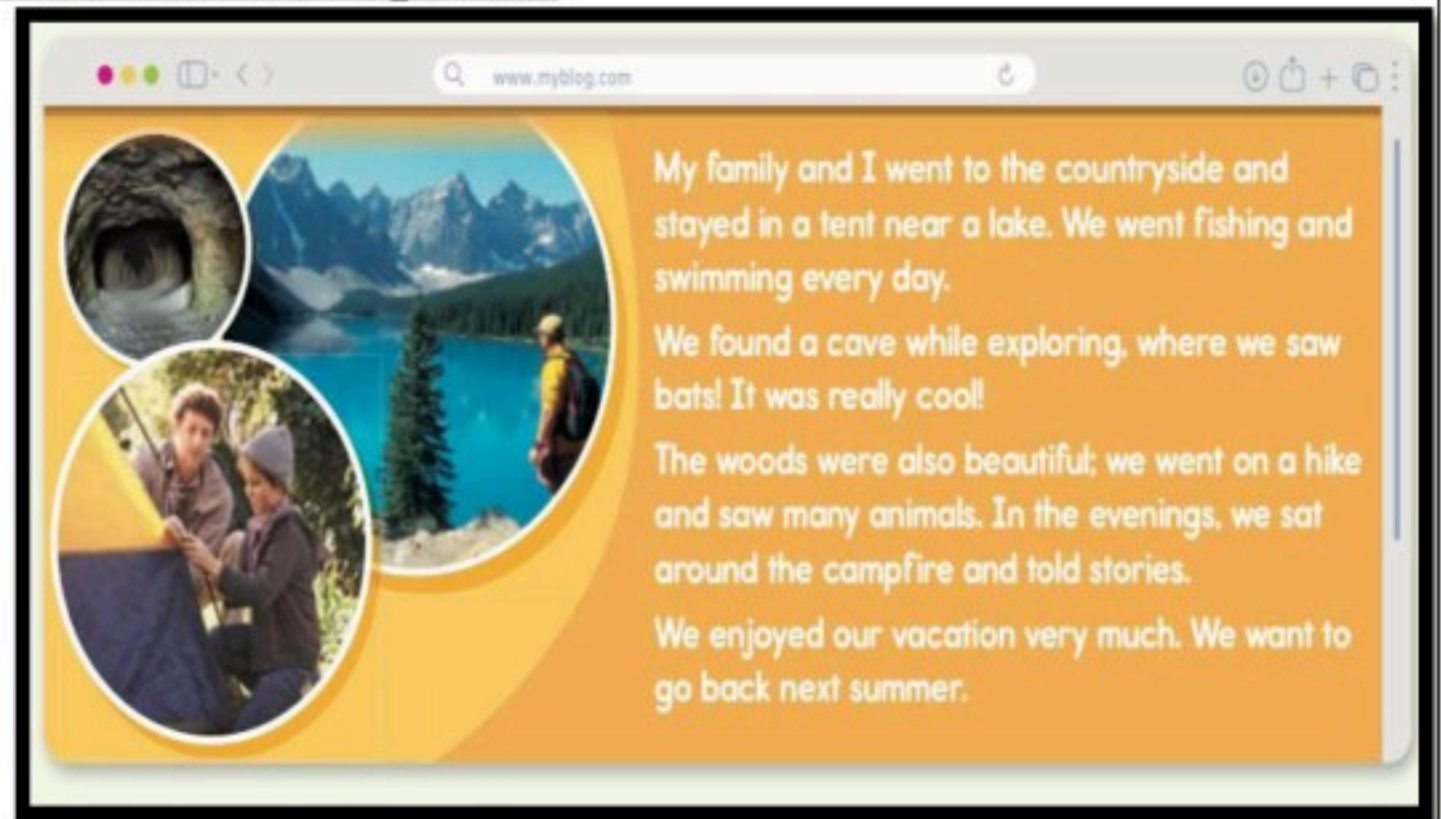 www.myblog.com
My family and I went to the countryside and
stayed in a tent near a lake. We went fishing and
swimming every day.
We found a cave while exploring, where we saw
bats! It was really cool!
The woods were also beautiful; we went on a hike
and saw many animals. In the evenings, we sat
around the campfire and told stories.
We enjoyed our vacation very much. We want to
go back next summer.